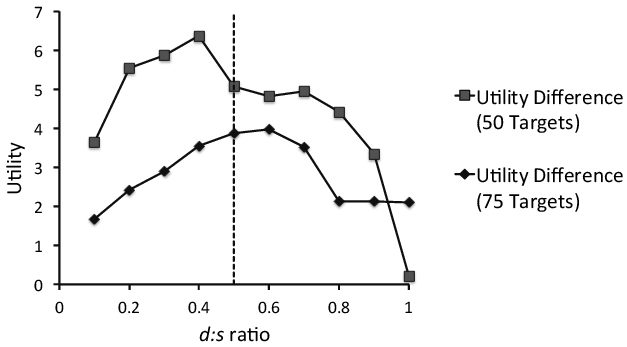 7
6
5
4
3
2
1
0
Utility
0 0.2 0.4 0.6 0.8 1
d:s ratio
Utility Difference
(50 Targets)
Utility Difference
(75 Targets)